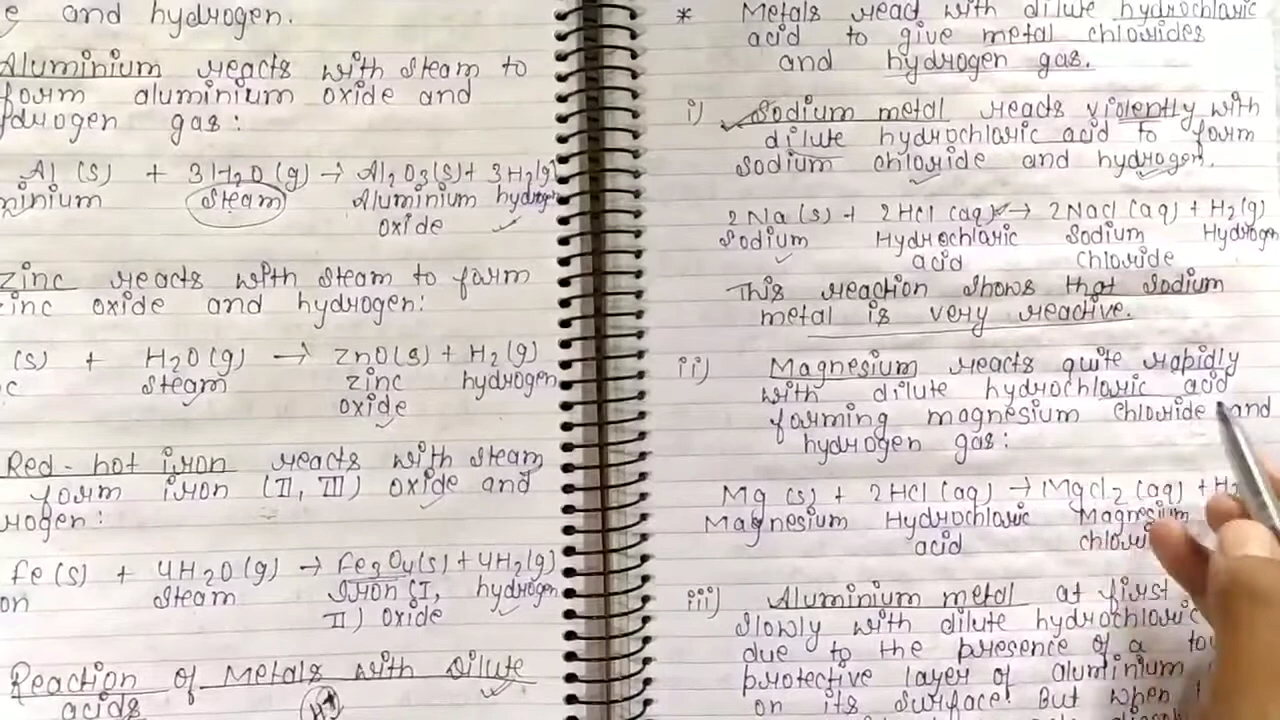 and hydrogen.
Aluminium reacts with steam to
form aluminium oxide and
gas:
Al (s) + 3H2O(g) → Al2O3(s) + 3H2(g)
Steam Aluminium hydrogen
oxide
zinc reacts with steam to form
zinc oxide and hydrogen:
(s) + H2O(g) → ZnO(s) + H2(g)
steam zinc hydrogen
oxide
Red-hot iron reacts with steam
form iron (II, III) oxide and
Fe(s) + 4H2O(g) → Fe3O4(s) + 4H2(g)
Steam Iron (I, hydrogen
II) oxide
Reaction of Metals with Dilute
acids
* Metals react with dilute hydrochloric
acid to give metal chlorides
and hydrogen gas.
i) Sodium metal reacts violently with
dilute hydrochloric acid to form
sodium chloride and hydrogen.
2Na(s) + 2HCl(aq) → 2NaCl(aq) + H2(g)
Sodium Hydrochloric Sodium Hydrogen
acid chloride
This reaction shows that sodium
metal is very reactive.
ii) Magnesium reacts quite rapidly
with dilute hydrochloric acid
forming magnesium chloride and
hydrogen gas:
Mg (s) + 2HCl(aq) → MgCl2(aq) +
Magnesium Hydrochloric Magnesium
acid
iii) Aluminium metal at first
slowly with dilute hydrochloric
due to the presence of a
protective layer of aluminium
on its surface. But when